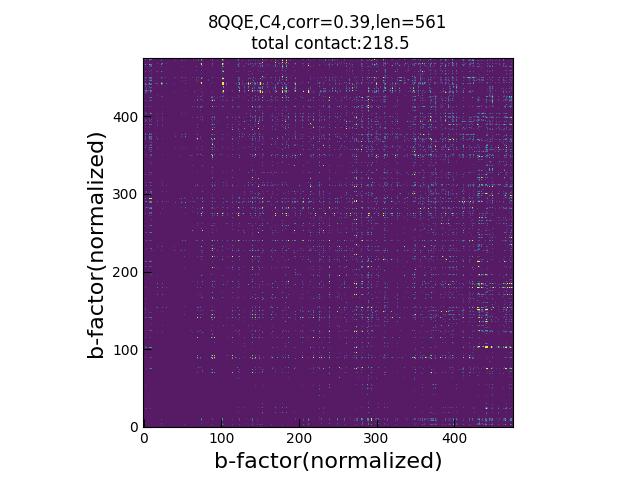 8QQE,C4,corr=0.39,len=561
total contact:218.5
b-factor(normalized)
400
300
200
100
0
0 100 200 300 400
b-factor(normalized)